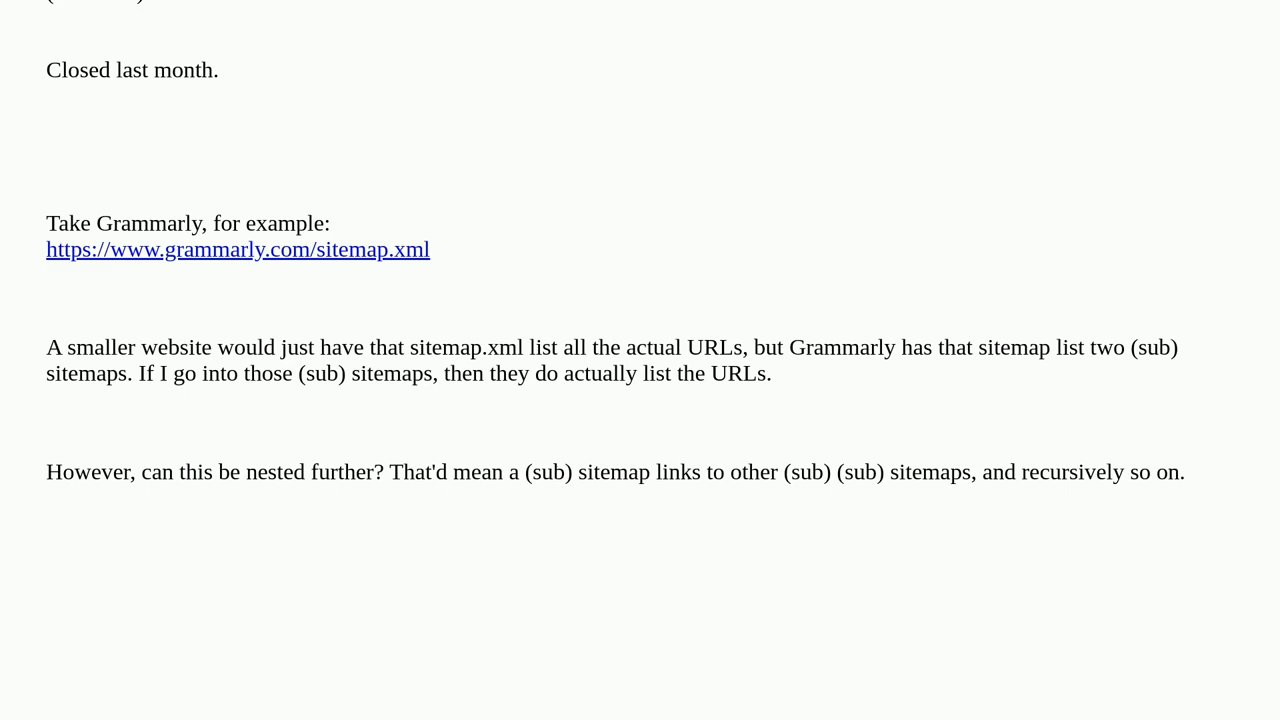 Closed last month.
Take Grammarly, for example:
https://www.grammarly.com/sitemap.xml
A smaller website would just have that sitemap.xml list all the actual URLs, but Grammarly has that sitemap list two (sub)
sitemaps. If I go into those (sub) sitemaps, then they do actually list the URLs.
However, can this be nested further? That'd mean a (sub) sitemap links to other (sub) (sub) sitemaps, and recursively so on.